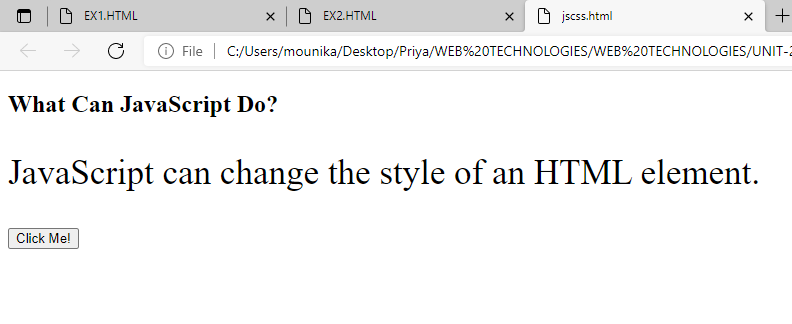 EX1.HTML EX2.HTML jscss.html
File C:/Users/mounika/Desktop/Priya/WEB%20TECHNOLOGIES/WEB%20TECHNOLOGIES/UNIT-2
What Can JavaScript Do?
JavaScript can change the style of an HTML element.
Click Me!